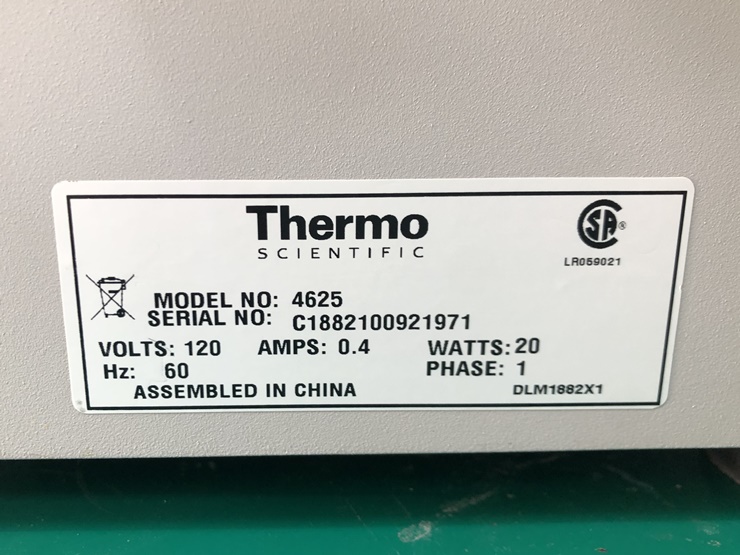 Thermo
SCIENTIFIC
SA®
LR059021
MODEL NO: 4625
SERIAL NO: C1882100921971
VOLTS: 120 AMPS: 0.4 WATTS: 20
Hz: 60 PHASE: 1
ASSEMBLED IN CHINA DLM1882X1